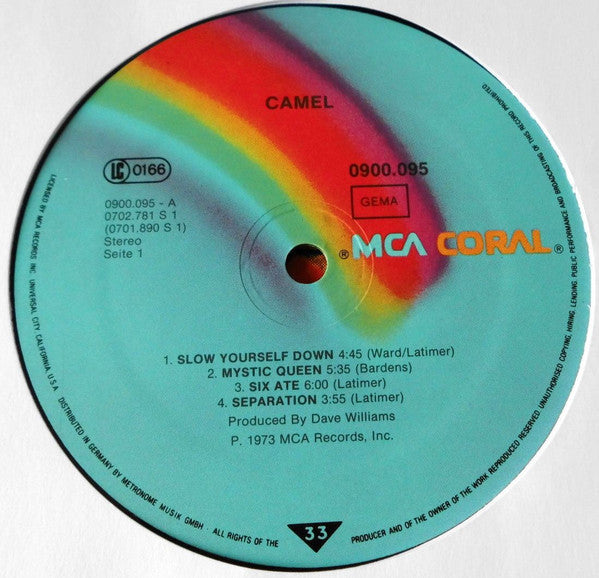 CAMEL
LC 0166
0900.095
GEMA
0900.095 - A
0702.781 S 1
(0701.890 S 1)
Stereo
Seite 1
® MCA CORAL ®
1. SLOW YOURSELF DOWN 4:45 (Ward/Latimer)
2. MYSTIC QUEEN 5:35 (Bardens)
3. SIX ATE 6:00 (Latimer)
4. SEPARATION 3:55 (Latimer)
Produced By Dave Williams
P. 1973 MCA Records, Inc.
LICENSED BY MCA RECORDS INC. UNIVERSAL CITY, CALIFORNIA, U.S.A. DISTRIBUTED IN GERMANY BY METRONOME MUSIK GMBH · ALL RIGHTS OF THE
33
PRODUCER AND OF THE OWNER OF THE WORK REPRODUCED RESERVED. UNAUTHORISED COPYING, HIRING, LENDING, PUBLIC PERFORMANCE AND BROADCASTING OF THIS RECORD PROHIBITED